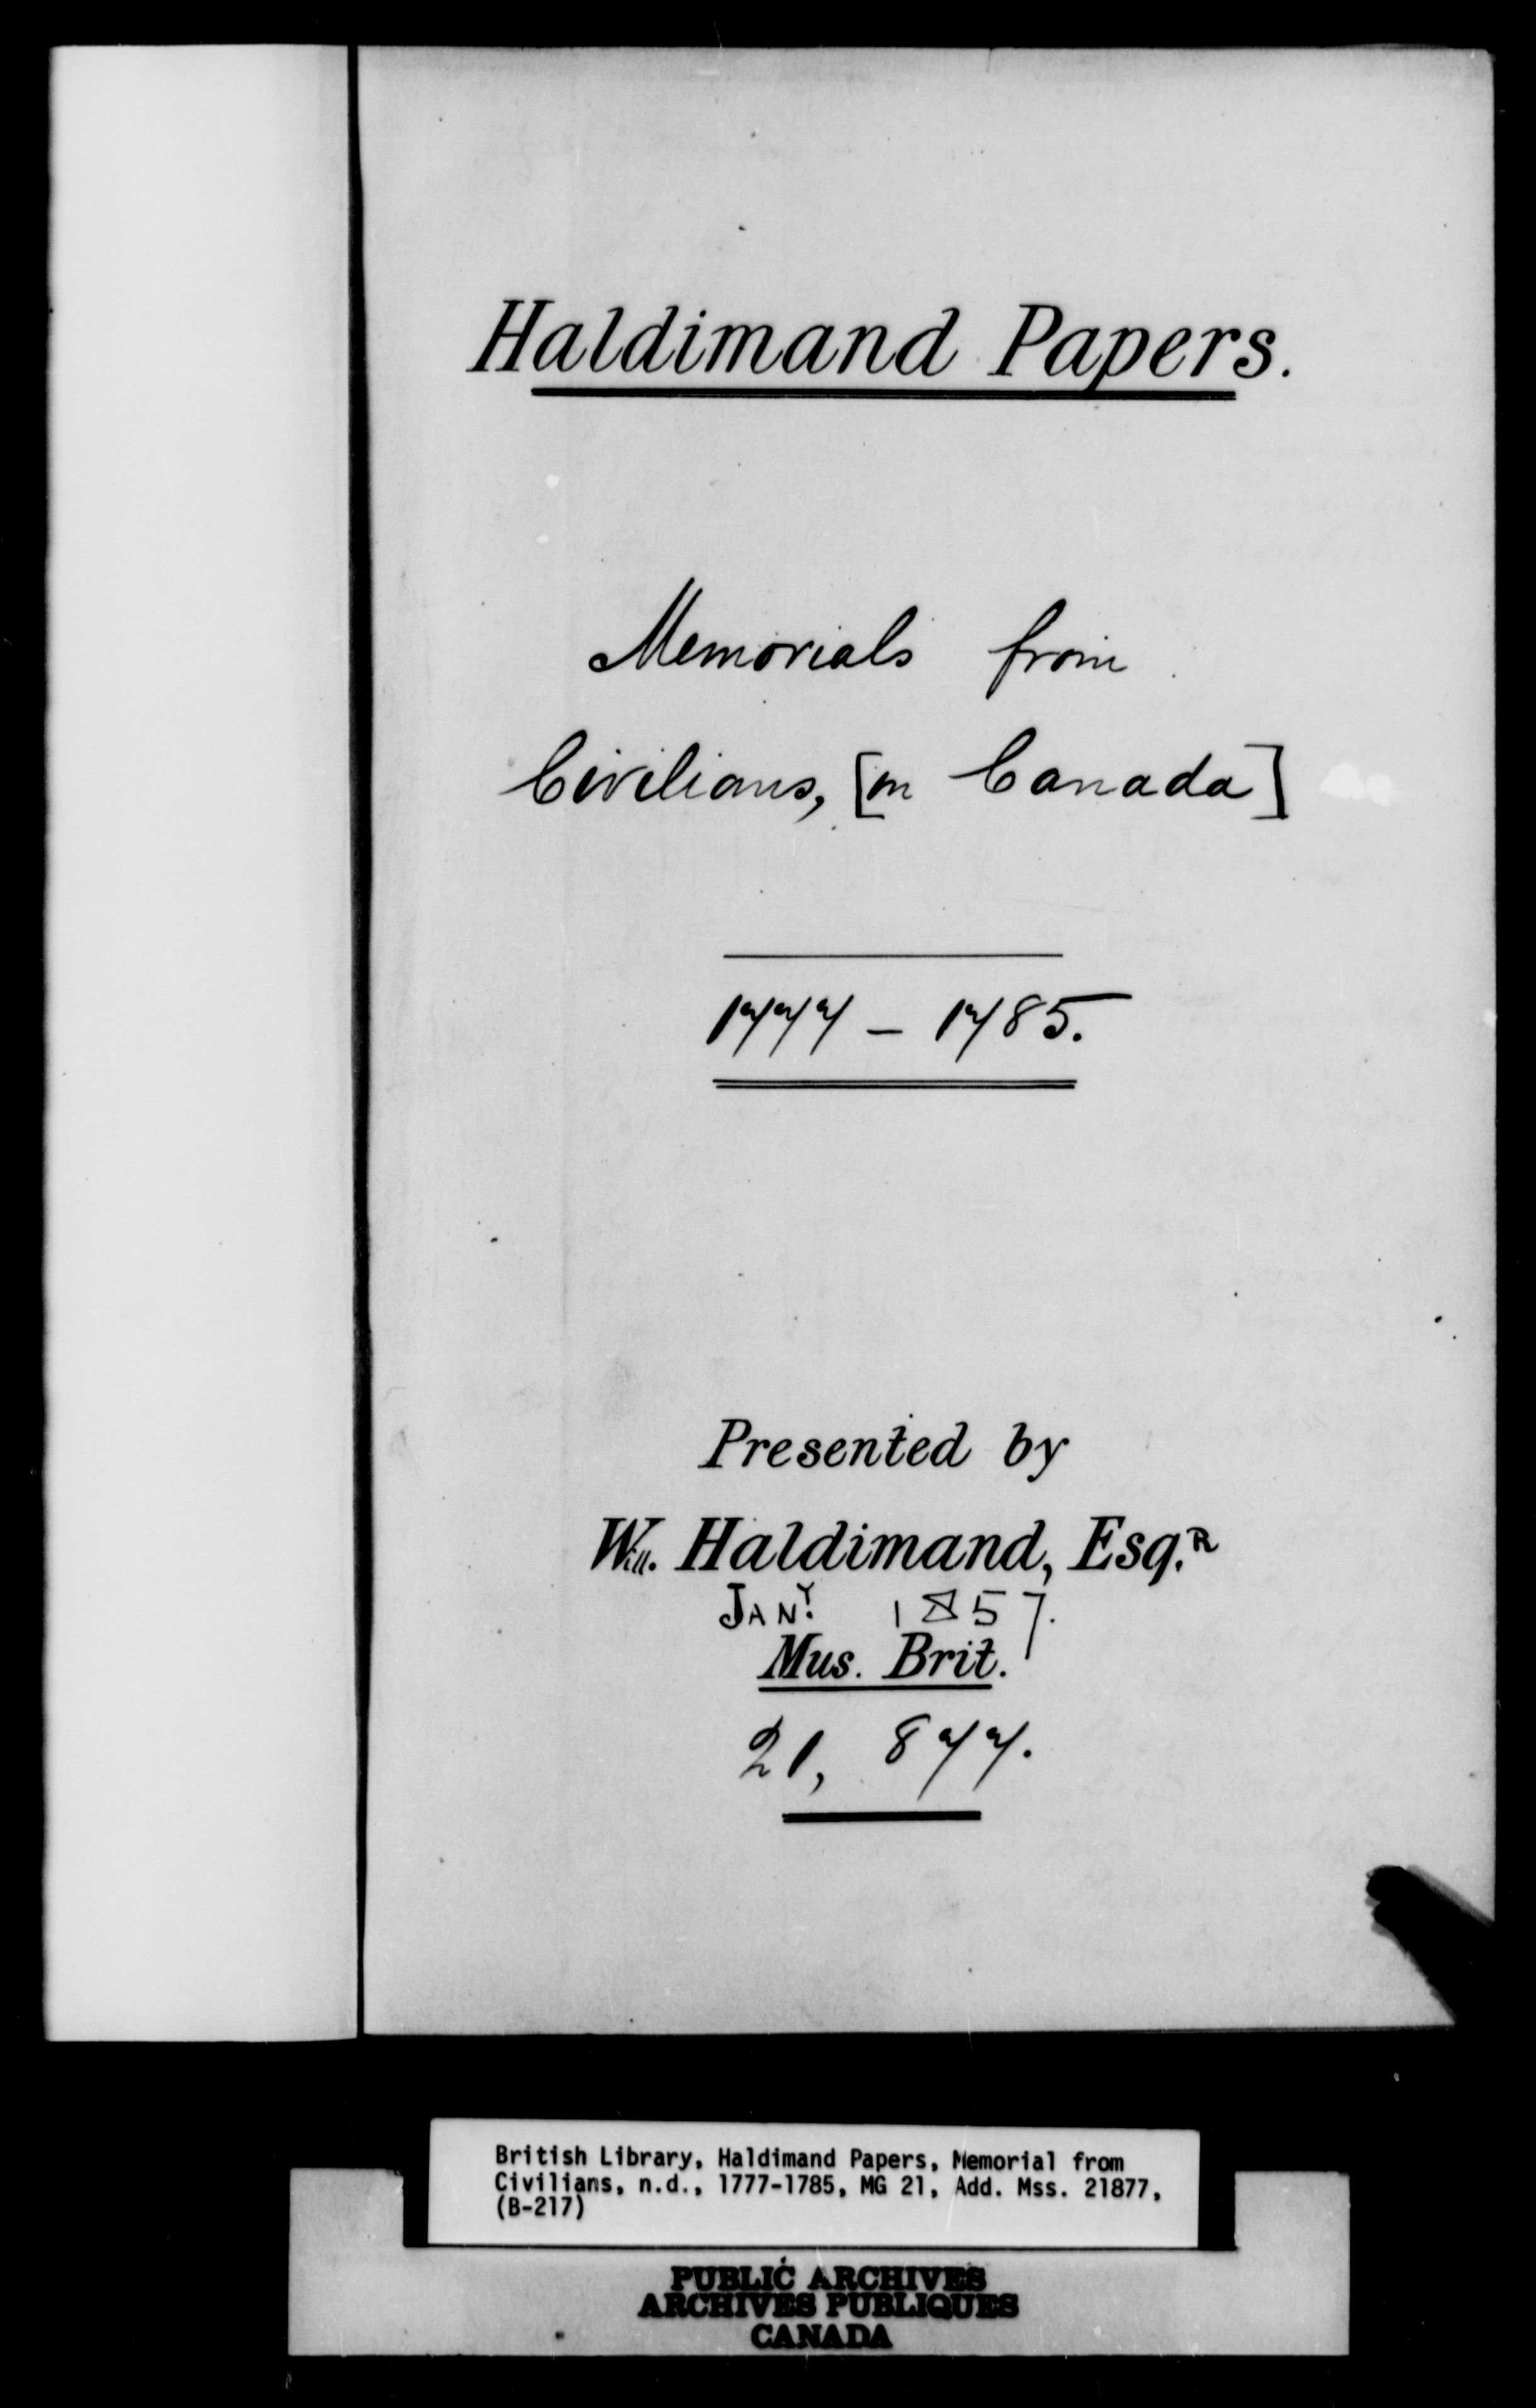 Haldimand Papers.
Memorials from
Civilians, [in Canada]
1777 - 1785.
Presented by
Will. Haldimand, Esq.R
JANY. 1857.
Mus. Brit.
21, 877.
British Library, Haldimand Papers, Memorial from
Civilians, n.d., 1777-1785, MG 21, Add. Mss. 21877,
(B-217)
PUBLIC ARCHIVES
ARCHIVES PUBLIQUES
CANADA